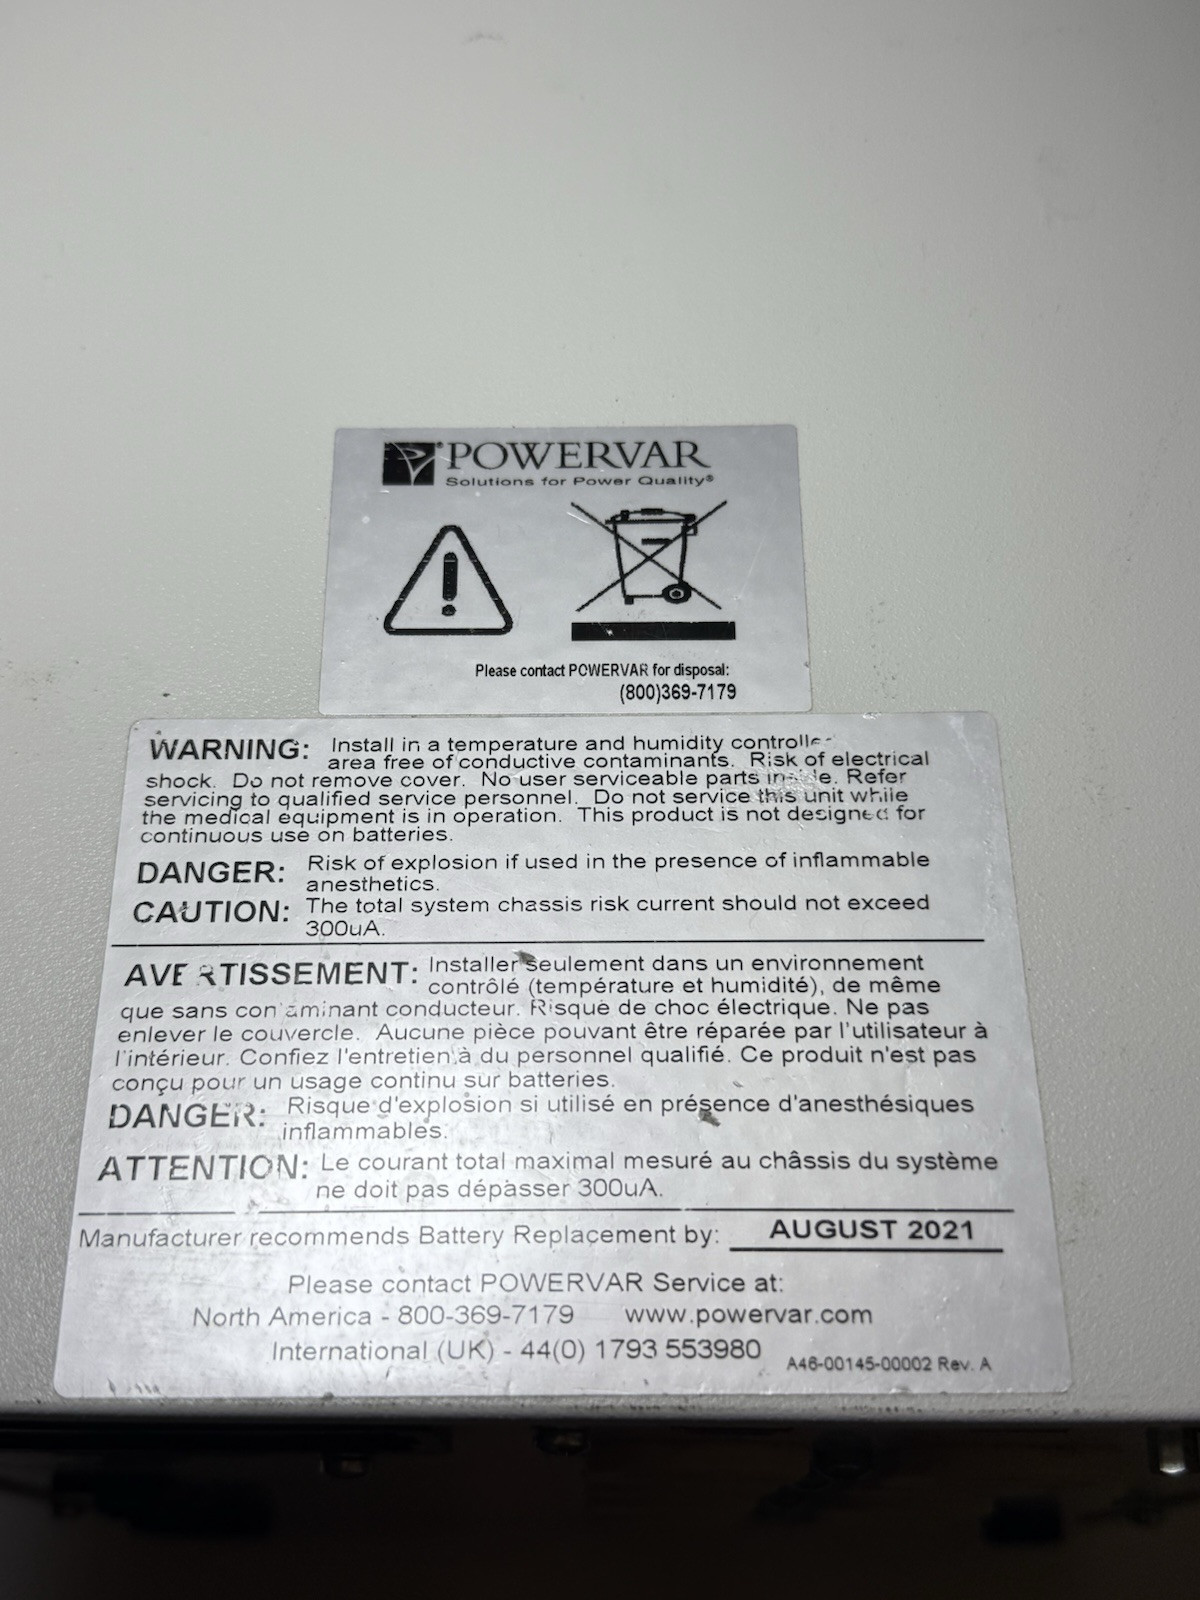 POWERVAR
Solutions for Power Quality®
Please contact POWERVAR for disposal:
(800)369-7179
WARNING: Install in a temperature and humidity
area free of conductive contaminants. Risk of electrical
shock. Do not remove cover. No user serviceable parts Refer
servicing to qualified service personnel. Do not service this unit while
the medical equipment is in operation. This product is not designed for
continuous use on batteries.
DANGER: Risk of explosion if used in the presence of inflammable
anesthetics.
CAUTION: The total system chassis risk current should not exceed
300uA.
AVERTISSEMENT: Installer seulement dans un environnement
contrôlé (température et humidité), de même
que sans contaminant conducteur. Risque de choc électrique. Ne pas
enlever le couvercle. Aucune pièce pouvant être réparée par l'utilisateur à
l'intérieur. Confiez l'entretien à du personnel qualifié. Ce produit n'est pas
conçu pour un usage continu sur batteries.
DANGER: Risque d'explosion si utilisé en présence d'anesthésiques
inflammables.
ATTENTION: Le courant total maximal mesuré au châssis du système
ne doit pas dépasser 300uA.
Manufacturer recommends Battery Replacement by: AUGUST 2021
Please contact POWERVAR Service at:
North America - 800-369-7179 www.powervar.com
International (UK) - 44(0) 1793 553980
A46-00145-00002 Rev. A